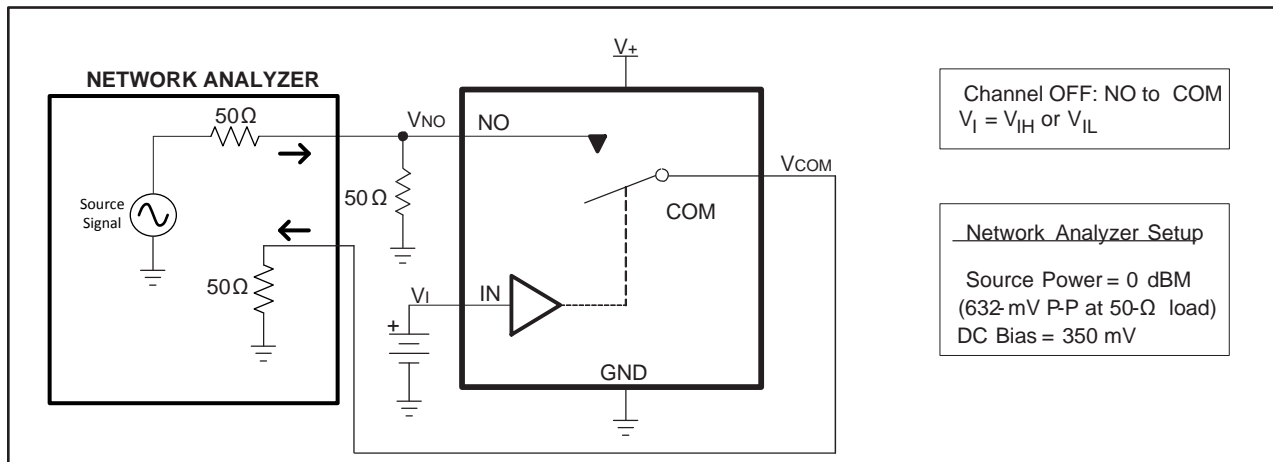 NETWORK ANALYZER
50Ω
Source
Signal
50Ω
VNO
50Ω
V+
NO
VCOM
COM
VI
IN
+
GND
Channel OFF: NO to COM
VI = VIH or VIL
Network Analyzer Setup
Source Power = 0 dBM
(632-mV P-P at 50-Ω load)
DC Bias = 350 mV